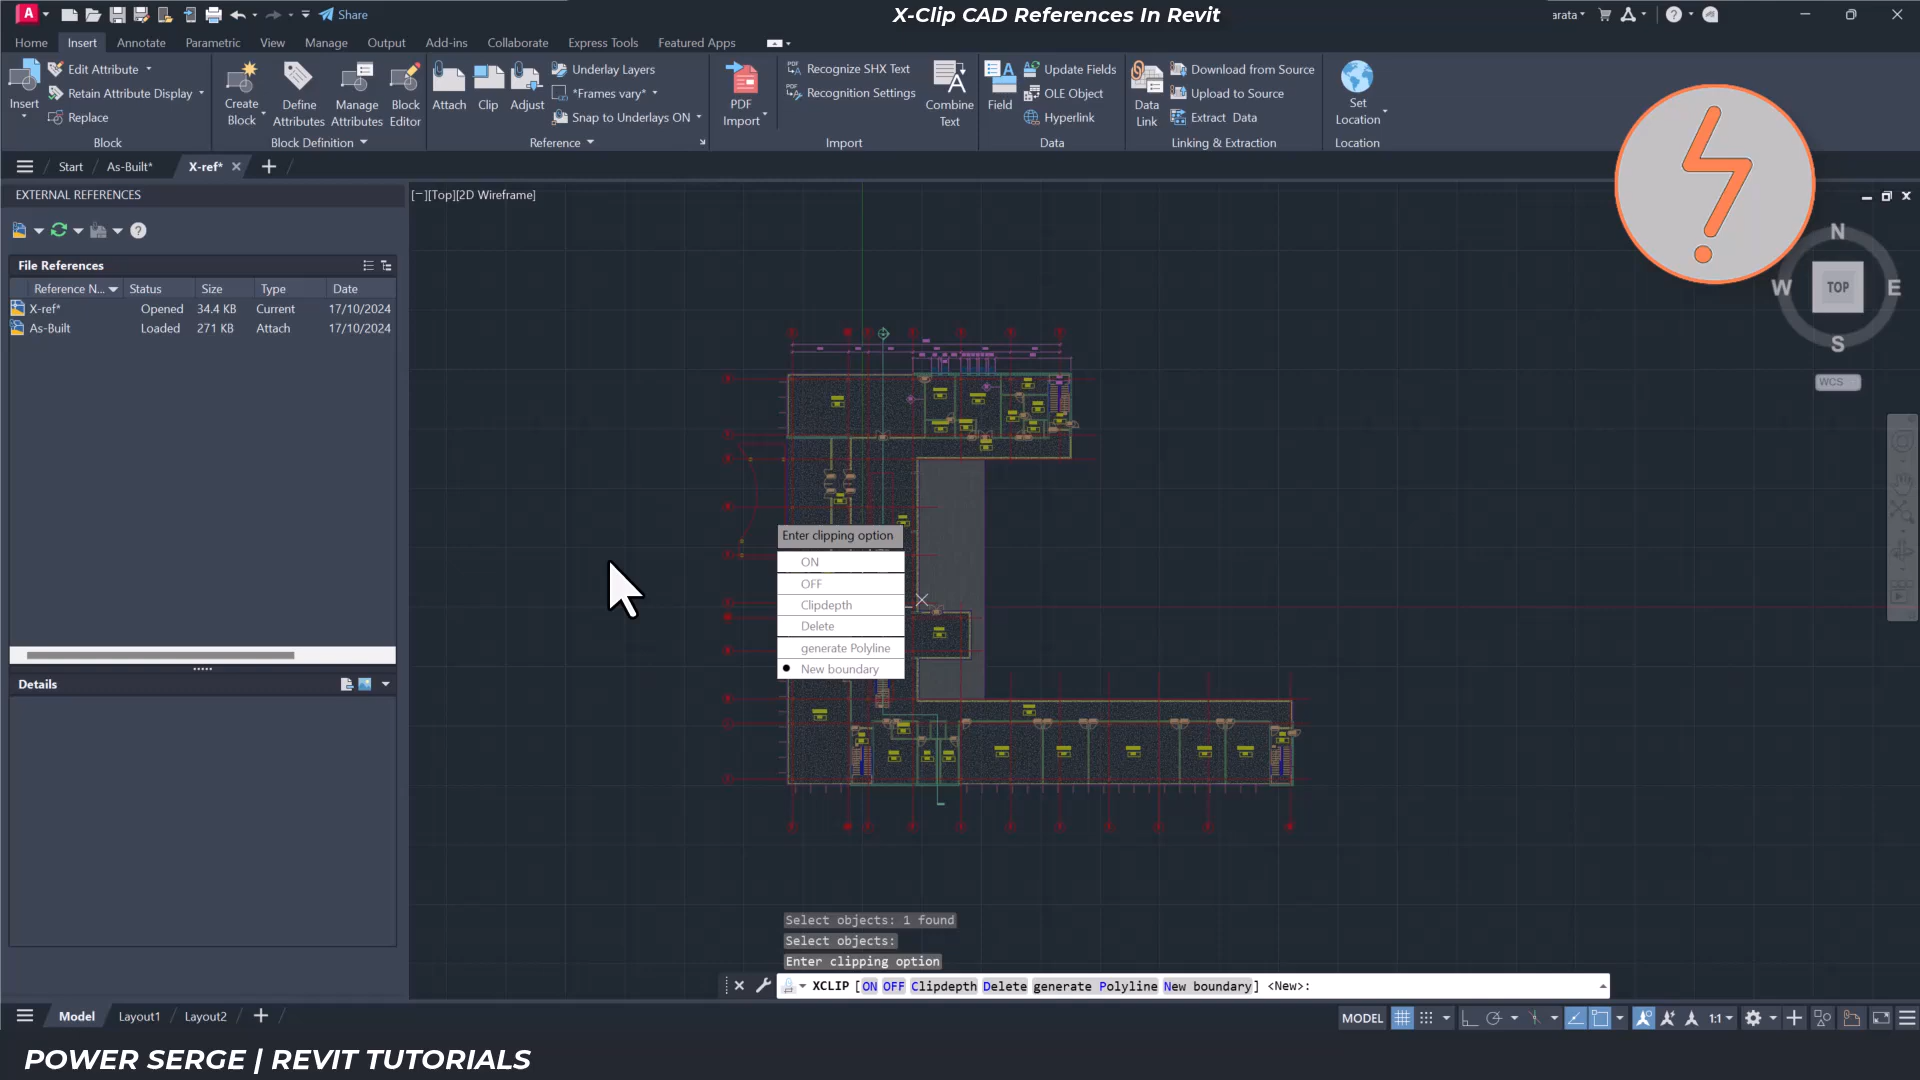 X-Clip CAD References In Revit
Share
arata
Home
Insert
Annotate
Parametric
View
Manage
Output
Add-ins
Collaborate
Express Tools
Featured Apps
Insert
Edit Attribute
Retain Attribute Display
Replace
Block
Create Block
Define Attributes
Manage Attributes
Block Editor
Block Definition
Attach
Clip
Adjust
Underlay Layers
*Frames vary*
Snap to Underlays ON
Reference
PDF Import
Recognize SHX Text
Recognition Settings
Combine Text
Import
Field
Update Fields
OLE Object
Hyperlink
Data
Data Link
Download from Source
Upload to Source
Extract Data
Linking & Extraction
Set Location
Location
Start
As-Built*
X-ref*
EXTERNAL REFERENCES
[−][Top][2D Wireframe]
File References
Reference N... Status Size Type Date
X-ref* Opened 34.4 KB Current 17/10/2024
As-Built Loaded 271 KB Attach 17/10/2024
Details
N
W
TOP
E
S
WCS
Enter clipping option
ON
OFF
Clipdepth
Delete
generate Polyline
New boundary
Select objects: 1 found
Select objects:
Enter clipping option
XCLIP [ON OFF Clipdepth Delete generate Polyline New boundary] <New>:
Model
Layout1
Layout2
MODEL
1:1
POWER SERGE | REVIT TUTORIALS